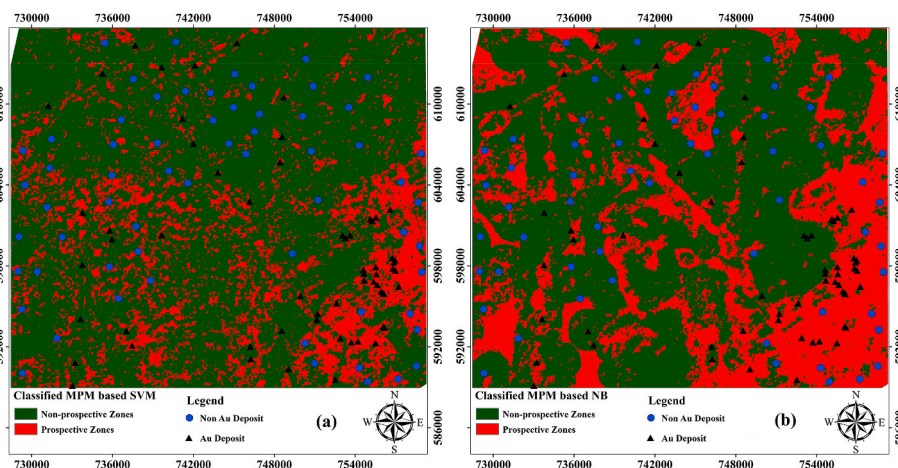 730000 736000 742000 748000 754000
610000
604000
598000
592000
586000
Classified MPM based SVM
Non-prospective Zones
Prospective Zones
Legend
Non Au Deposit
Au Deposit
(a)
N
W E
S
730000 736000 742000 748000 754000
610000
604000
598000
592000
586000
Classified MPM based NB
Non-prospective Zones
Prospective Zones
Legend
Non Au Deposit
Au Deposit
(b)
N
W E
S
730000 736000 742000 748000 754000
730000 736000 742000 748000 754000